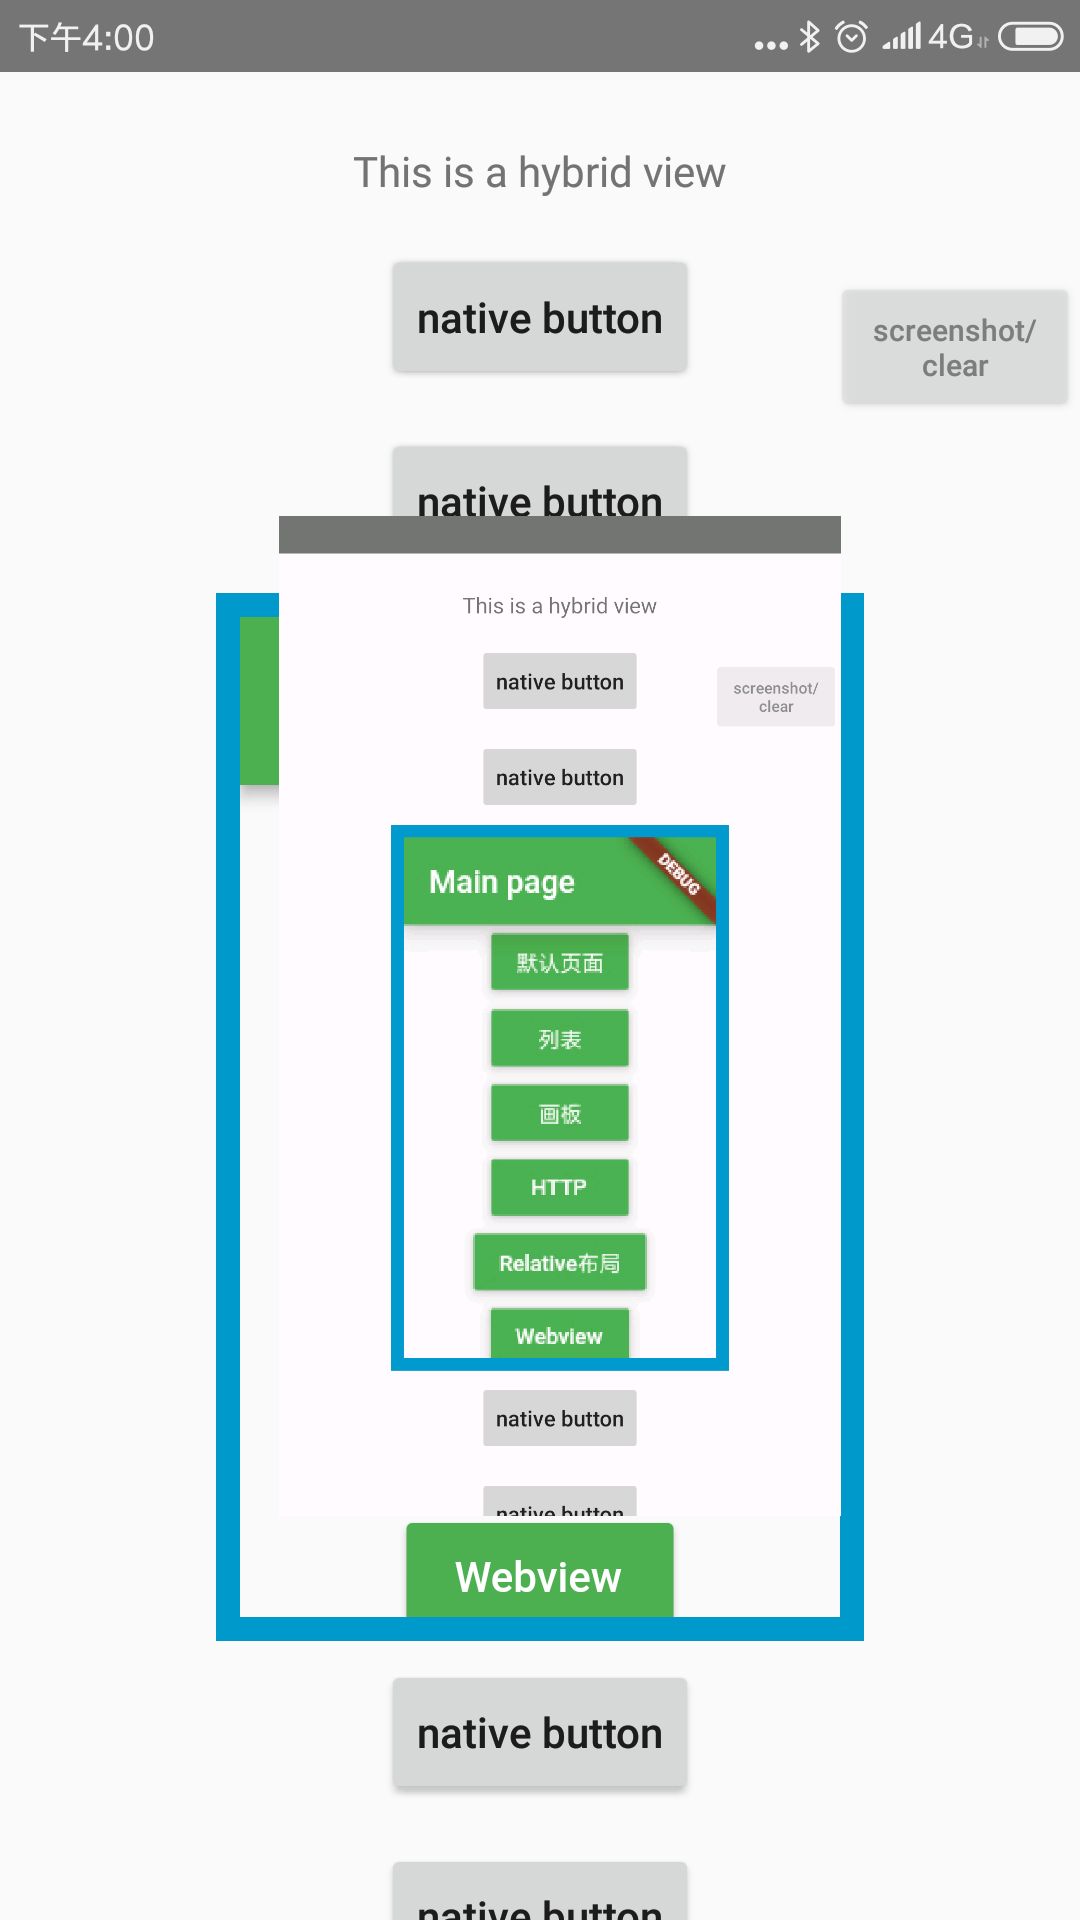 下午4:00
4G
This is a hybrid view
native button
screenshot/
clear
native button
This is a hybrid view
native button
screenshot/
clear
native button
Main page
DEBUG
默认页面
列表
画板
HTTP
Relative布局
Webview
native button
native button
Webview
native button
native button